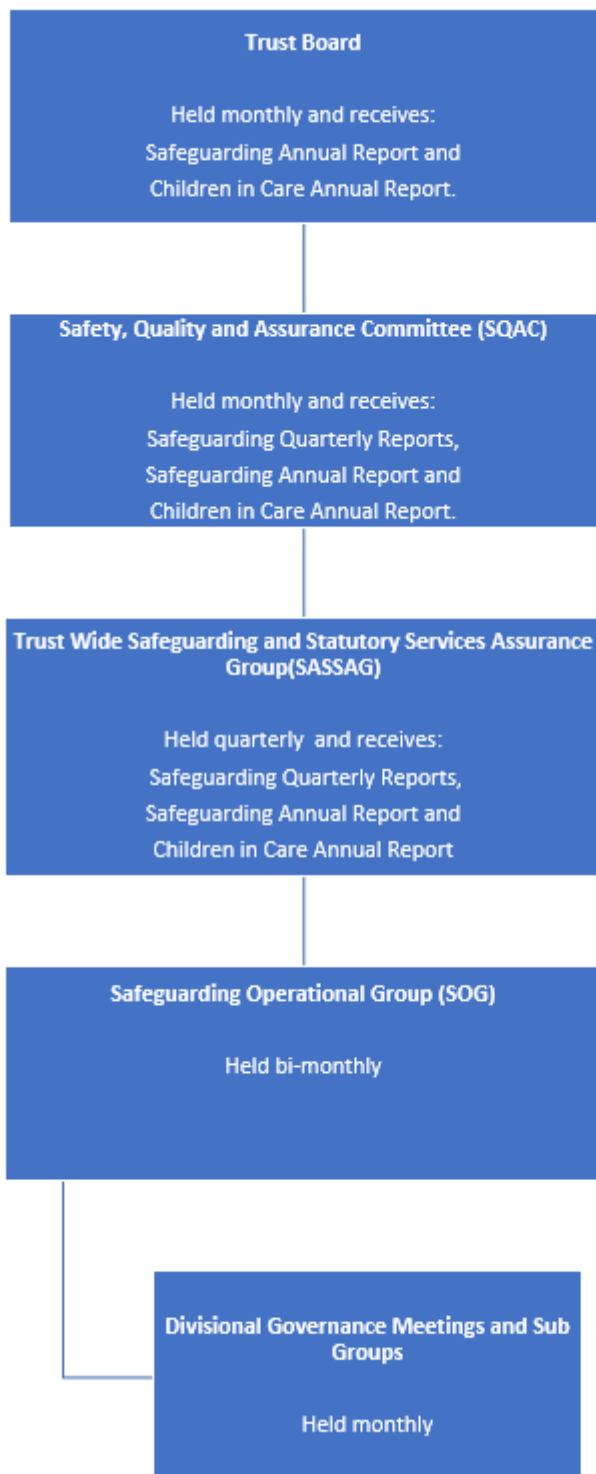 Trust Board
Held monthly and receives:
Safeguarding Annual Report and
Children in Care Annual Report.
Safety, Quality and Assurance Committee (SQAC)
Held monthly and receives:
Safeguarding Quarterly Reports,
Safeguarding Annual Report and
Children in Care Annual Report.
Trust Wide Safeguarding and Statutory Services Assurance
Group(SASSAG)
Held quarterly  and receives:
Safeguarding Quarterly Reports,
Safeguarding Annual Report and
Children in Care Annual Report
Safeguarding Operational Group (SOG)
Held bi-monthly
Divisional Governance Meetings and Sub
Groups
Held monthly